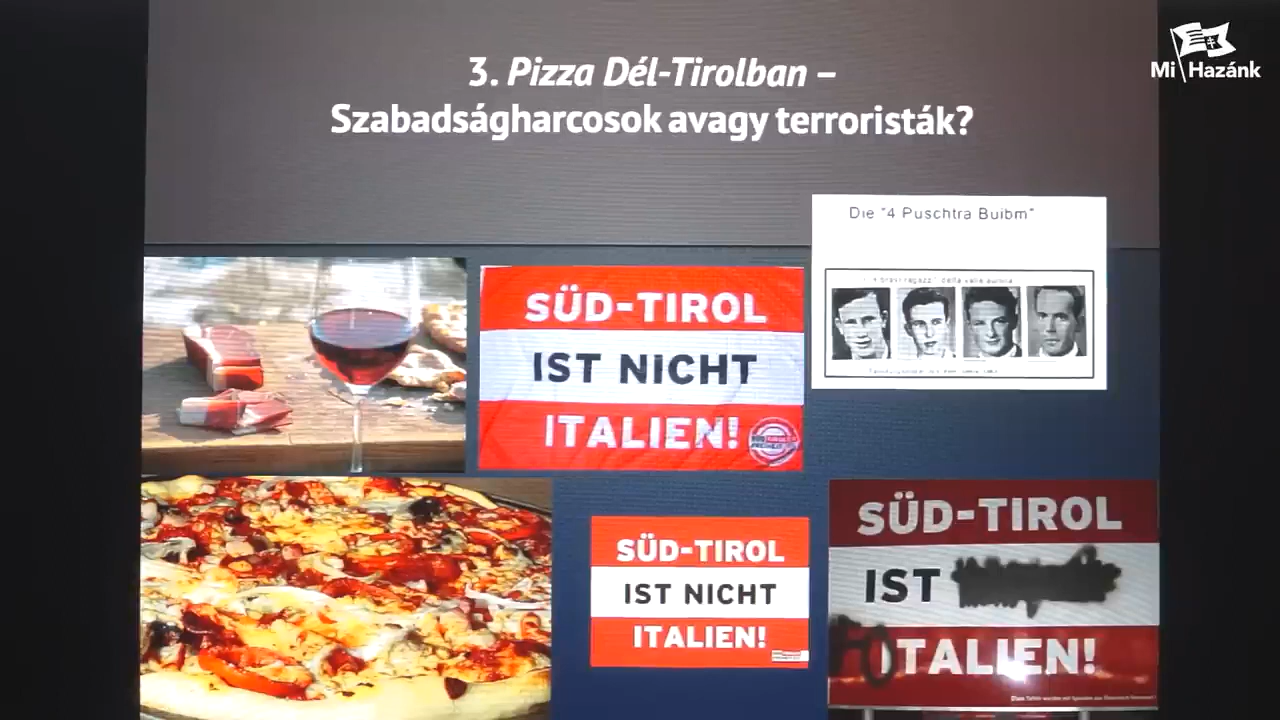 3. Pizza Dél-Tirolban –
Szabadságharcosok avagy terroristák?
Mi Hazánk
Die "4 Puschtra Buibm"
SÜD-TIROL
IST NICHT
ITALIEN!
SÜD-TIROL
IST NICHT
ITALIEN!
SÜD-TIROL
IST
ITALIEN!